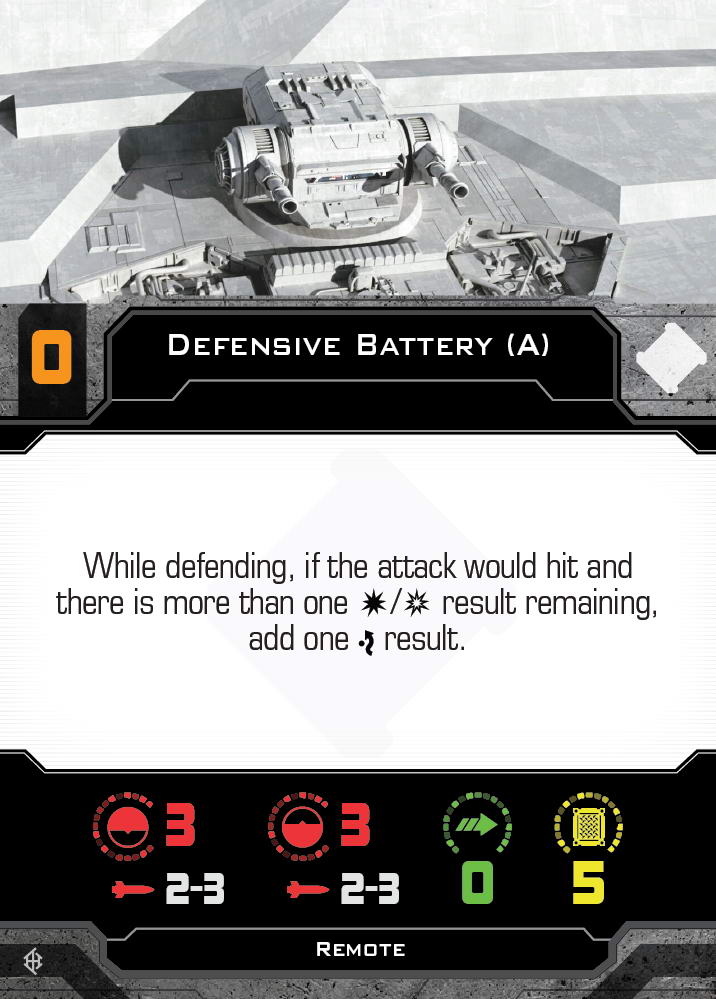 0
Defensive Battery (A)
While defending, if the attack would hit and
there is more than one / result remaining,
add one result.
3 3
2-3 2-3 0 5
Remote